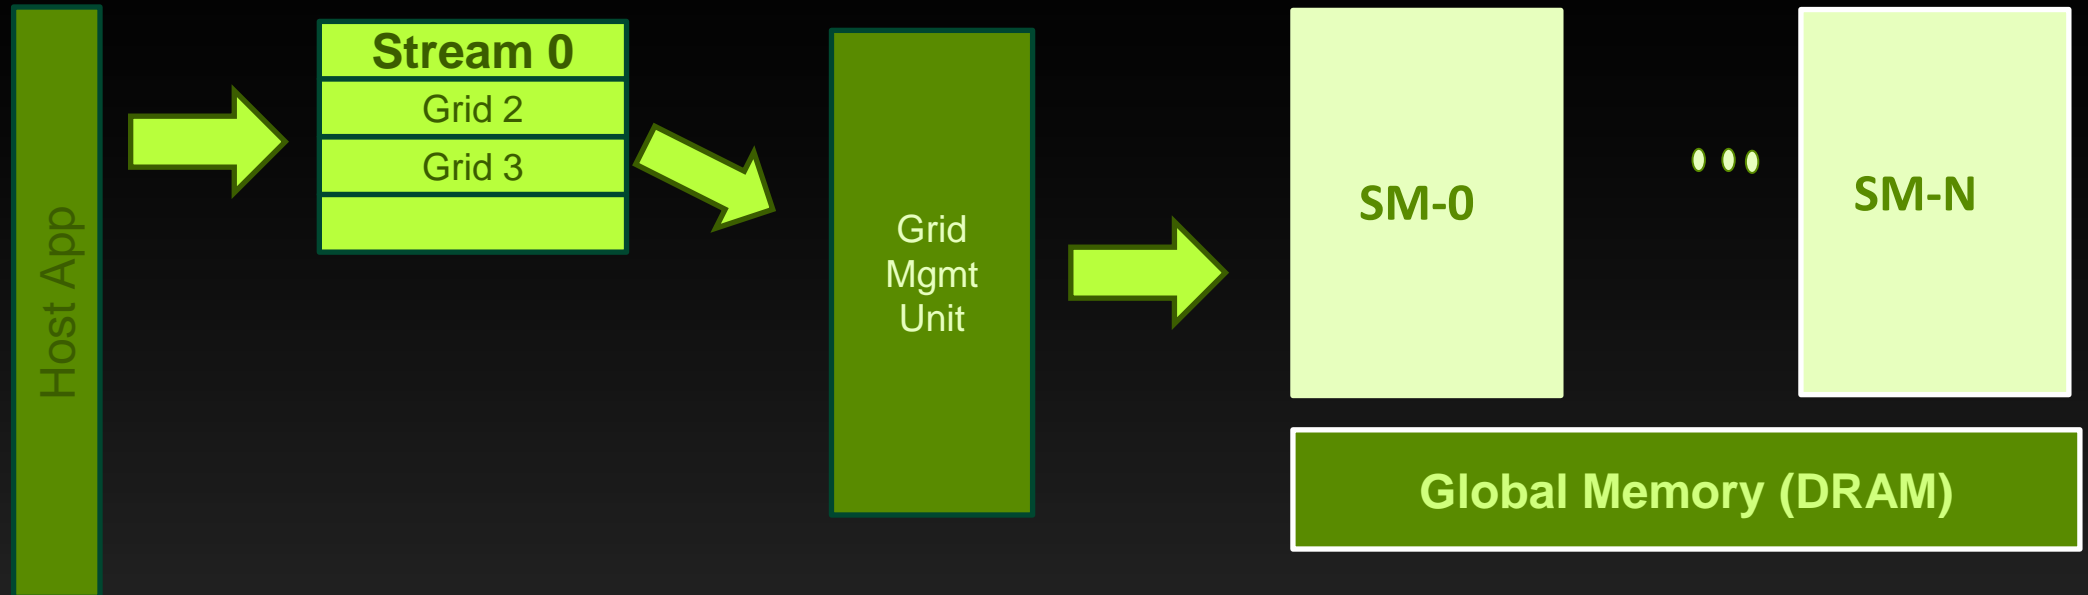 Host App
Stream 0
Grid 2
Grid 3
Grid
Mgmt
Unit
SM-0
SM-N
Global Memory (DRAM)